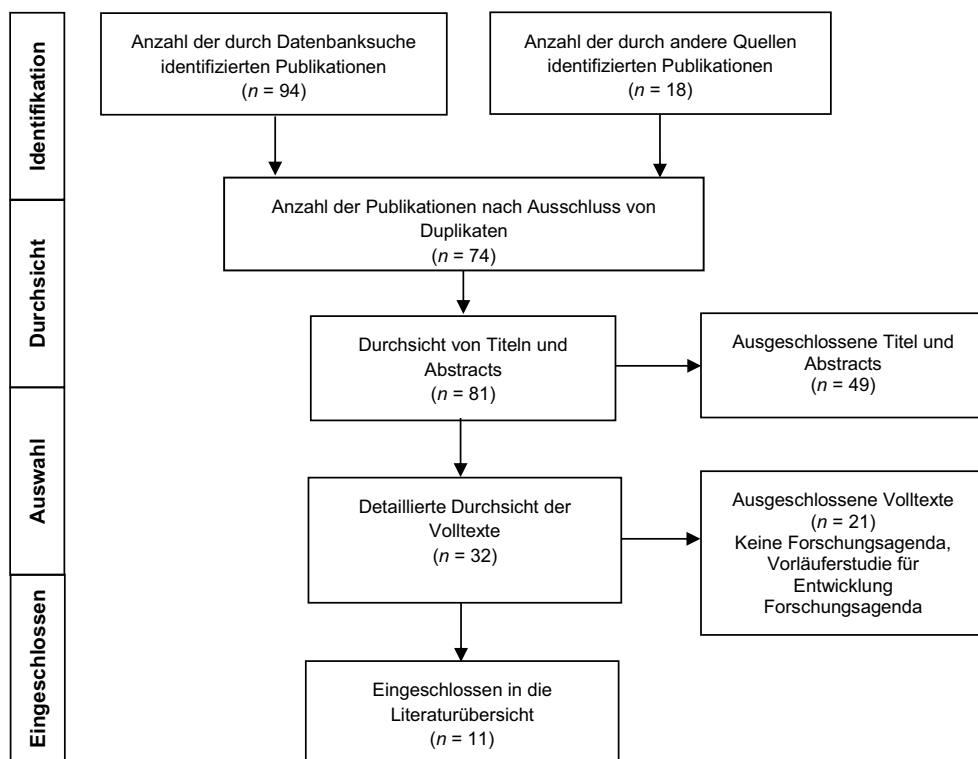 Identifikation
Anzahl der durch Datenbanksuche
identifizierten Publikationen
(n = 94)
Anzahl der durch andere Quellen
identifizierten Publikationen
(n = 18)
Anzahl der Publikationen nach Ausschluss von
Duplikaten
(n = 74)
Durchsicht
Durchsicht von Titeln und
Abstracts
(n = 81)
Ausgeschlossene Titel und
Abstracts
(n = 49)
Auswahl
Detaillierte Durchsicht der
Volltexte
(n = 32)
Ausgeschlossene Volltexte
(n = 21)
Keine Forschungsagenda,
Vorläuferstudie für
Entwicklung
Forschungsagenda
Eingeschlossen
Eingeschlossen in die
Literaturübersicht
(n = 11)